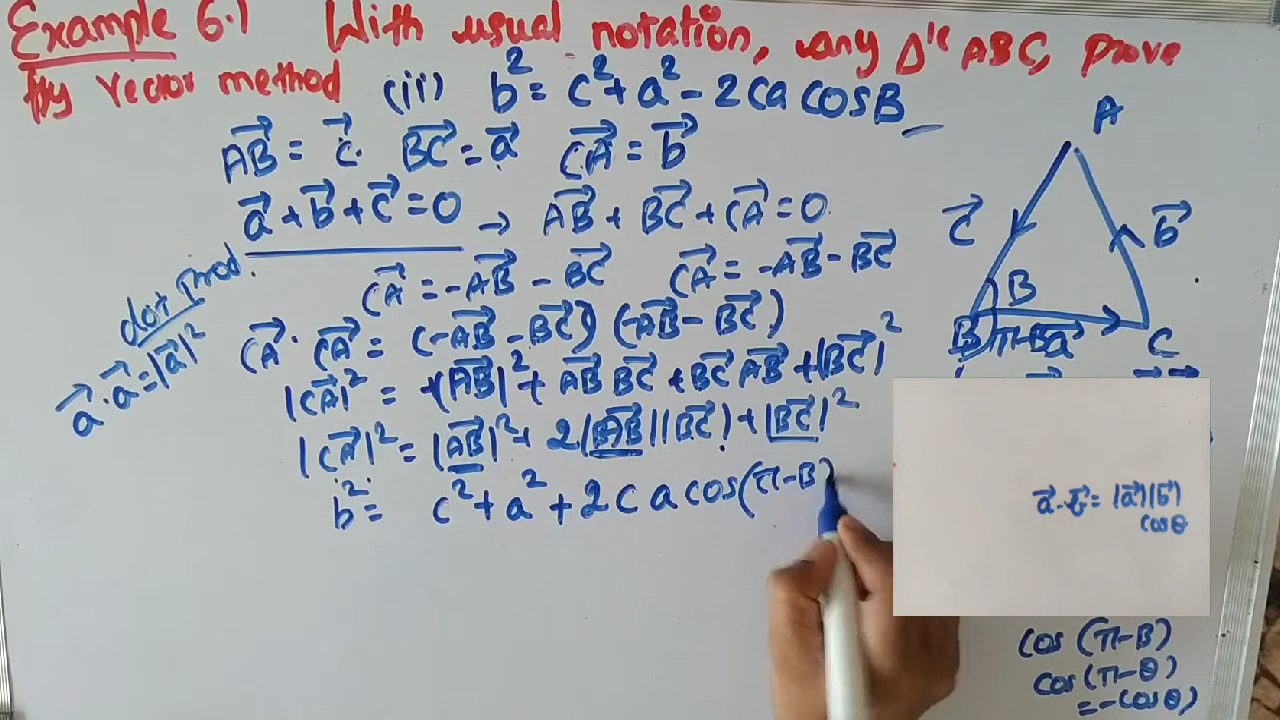 Example 6.1 With usual notation, any Δ'le ABC, prove
by vector method (ii) b² = c² + a² - 2ca cosB
A
AB⃗ = c⃗. BC⃗ = a⃗ CA⃗ = b⃗
a⃗ + b⃗ + c⃗ = 0 → AB⃗ + BC⃗ + CA⃗ = 0
c⃗ b⃗
CA⃗ = -AB⃗ - BC⃗ CA⃗ = -AB⃗ - BC⃗
B
dot prod.
a⃗·a⃗ = |a⃗|²
CA⃗ · CA⃗ = (-AB⃗ - BC⃗) (-AB⃗ - BC⃗)
B π-B a⃗ C
|CA⃗|² = +|AB⃗|² + AB⃗ BC⃗ + BC⃗ AB⃗ + |BC⃗|²
|CA⃗|² = |AB⃗|² + 2|AB⃗||BC⃗| + |BC⃗|²
b² = c² + a² + 2ca cos(π-B)
a⃗·b⃗ = |a⃗||b⃗|
cosθ
cos(π-B)
cos(π-θ)
= -cosθ)